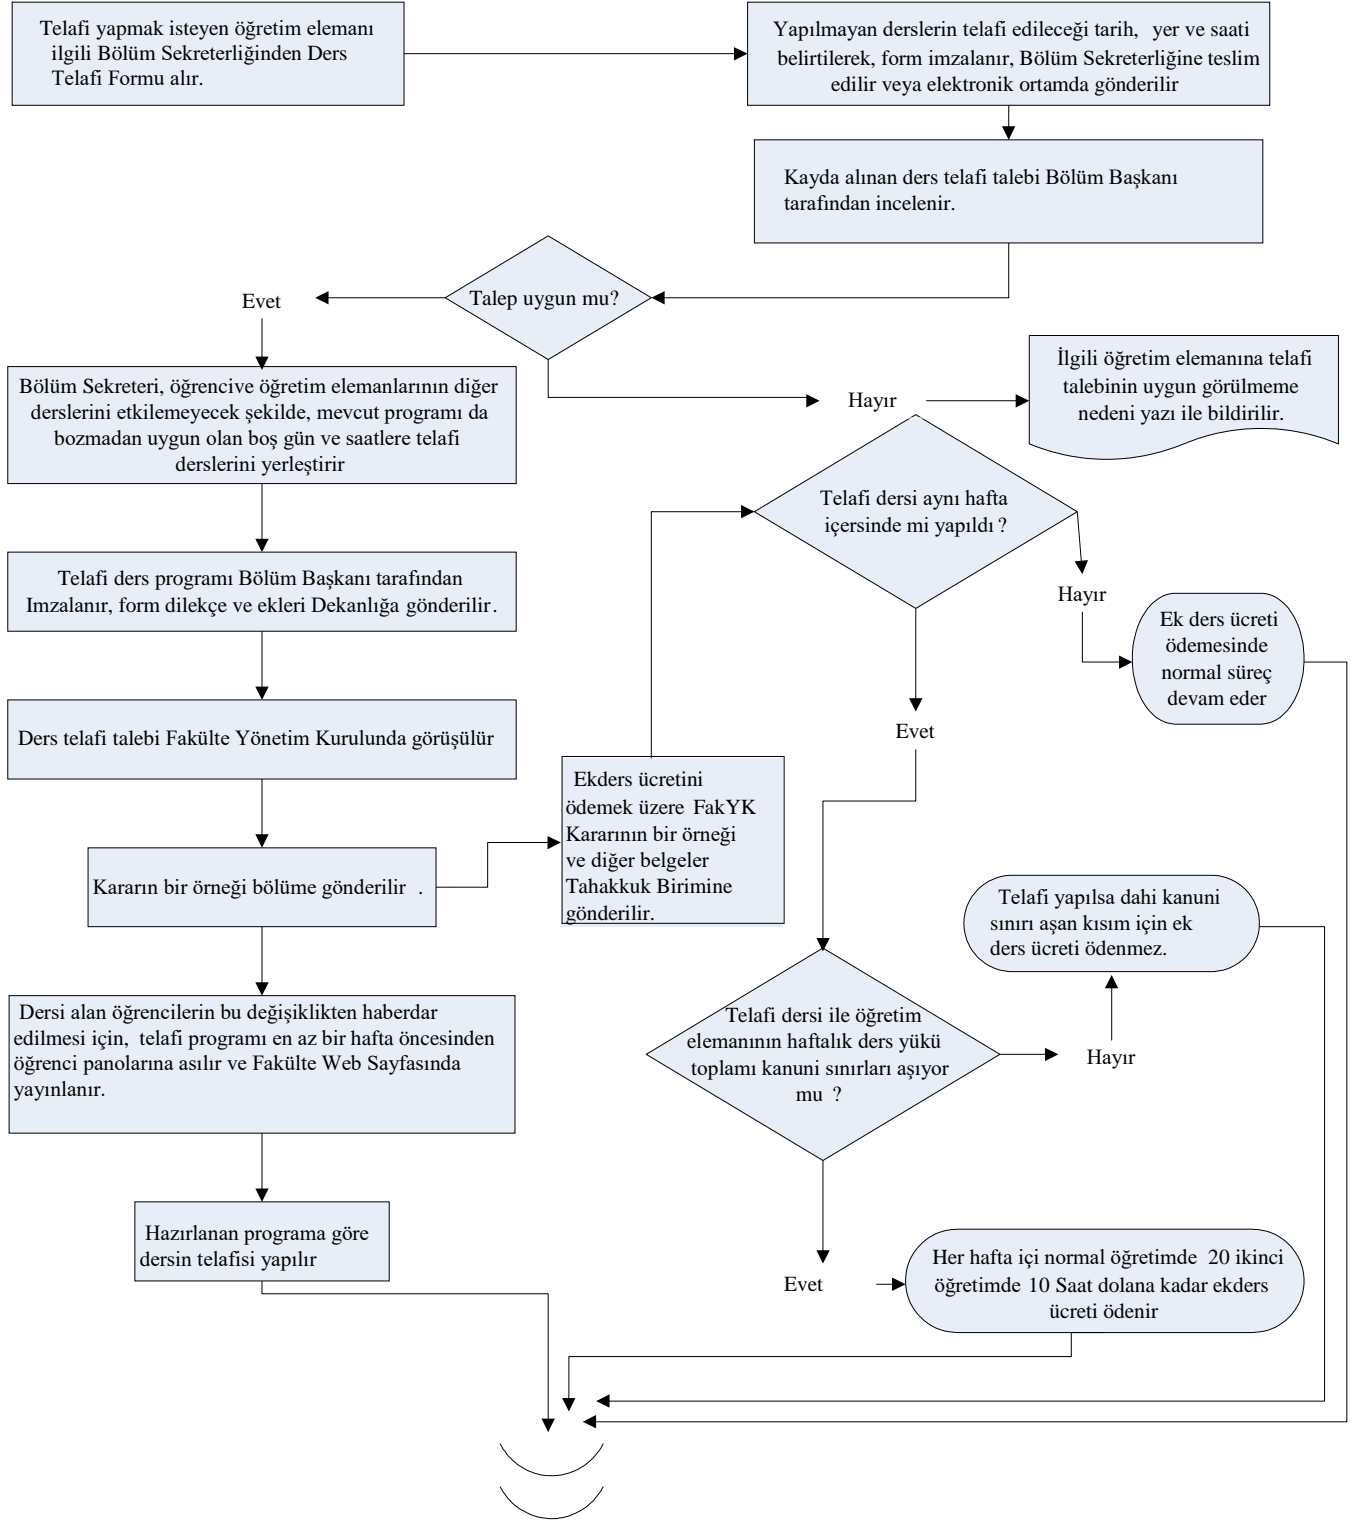 Telafi yapmak isteyen öğretim elemanı
ilgili Bölüm Sekreterliğinden Ders
Telafi Formu alır.
Yapılmayan derslerin telafi edileceği tarih, yer ve saati
belirtilerek, form imzalanır, Bölüm Sekreterliğine teslim
edilir veya elektronik ortamda gönderilir
Kayda alınan ders telafi talebi Bölüm Başkanı
tarafından incelenir.
Talep uygun mu?
Evet
Hayır
İlgili öğretim elemanına telafi
talebinin uygun görülmeme
nedeni yazı ile bildirilir.
Bölüm Sekreteri, öğrencive öğretim elemanlarının diğer
derslerini etkilemeyecek şekilde, mevcut programı da
bozmadan uygun olan boş gün ve saatlere telafi
derslerini yerleştirir
Telafi ders programı Bölüm Başkanı tarafından
Imzalanır, form dilekçe ve ekleri Dekanlığa gönderilir.
Ders telafi talebi Fakülte Yönetim Kurulunda görüşülür
Kararın bir örneği bölüme gönderilir .
Ekders ücretini
ödemek üzere FakYK
Kararının bir örneği
ve diğer belgeler
Tahakkuk Birimine
gönderilir.
Telafi dersi aynı hafta
içersinde mi yapıldı ?
Hayır
Ek ders ücreti
ödemesinde
normal süreç
devam eder
Evet
Telafi yapılsa dahi kanuni
sınırı aşan kısım için ek
ders ücreti ödenmez.
Telafi dersi ile öğretim
elemanının haftalık ders yükü
toplamı kanuni sınırları aşıyor
mu ?
Hayır
Dersi alan öğrencilerin bu değişiklikten haberdar
edilmesi için, telafi programı en az bir hafta öncesinden
öğrenci panolarına asılır ve Fakülte Web Sayfasında
yayınlanır.
Hazırlanan programa göre
dersin telafisi yapılır
Evet
Her hafta içi normal öğretimde 20 ikinci
öğretimde 10 Saat dolana kadar ekders
ücreti ödenir